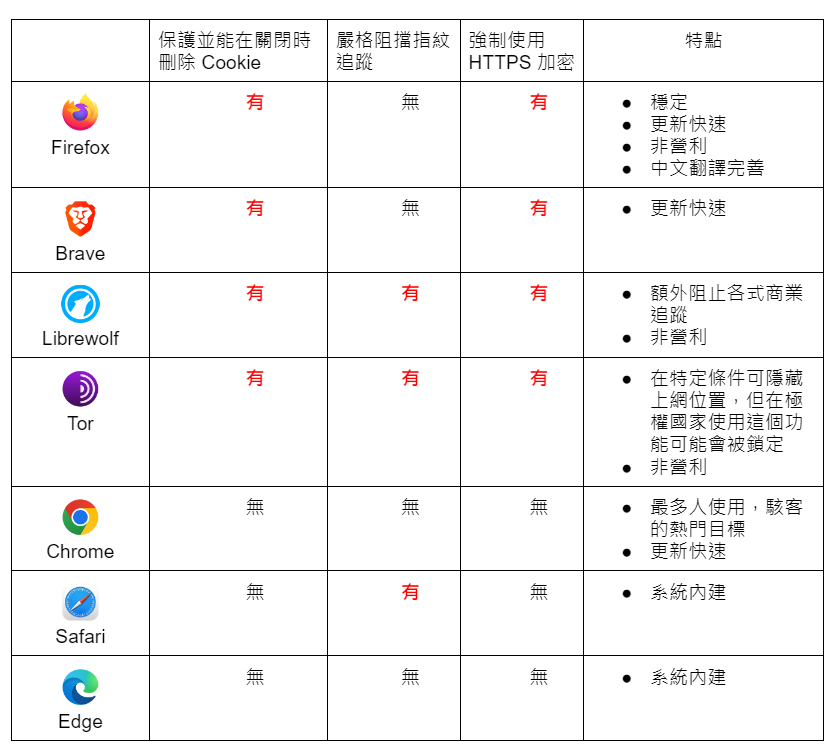 保護並能在關閉時
刪除 Cookie
嚴格阻擋指紋
追蹤
強制使用
HTTPS 加密
特點
Firefox
有
無
有
● 穩定
● 更新快速
● 非營利
● 中文翻譯完善
Brave
有
無
有
● 更新快速
Librewolf
有
有
有
● 額外阻止各式商業
追蹤
● 非營利
Tor
有
有
有
● 在特定條件可隱藏
上網位置，但在極
權國家使用這個功
能可能會被鎖定
● 非營利
Chrome
無
無
無
● 最多人使用，駭客
的熱門目標
● 更新快速
Safari
無
有
無
● 系統內建
Edge
無
無
無
● 系統內建